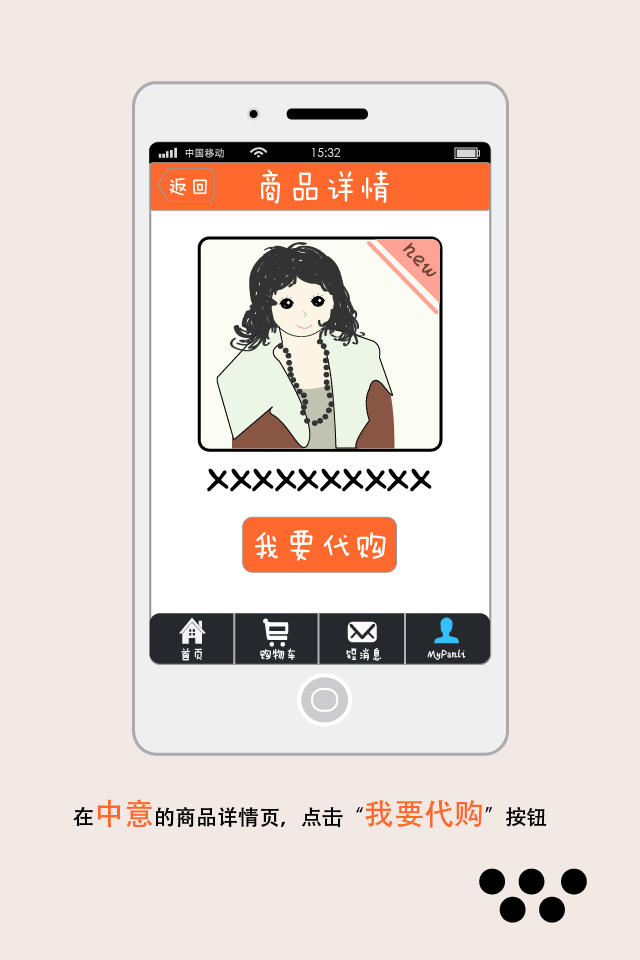 中国移动 15:32
返回 商品详情
new
XXXXXXXXXX
我要代购
首页 购物车 短消息 MyPanli
在中意的商品详情页，点击“我要代购”按钮